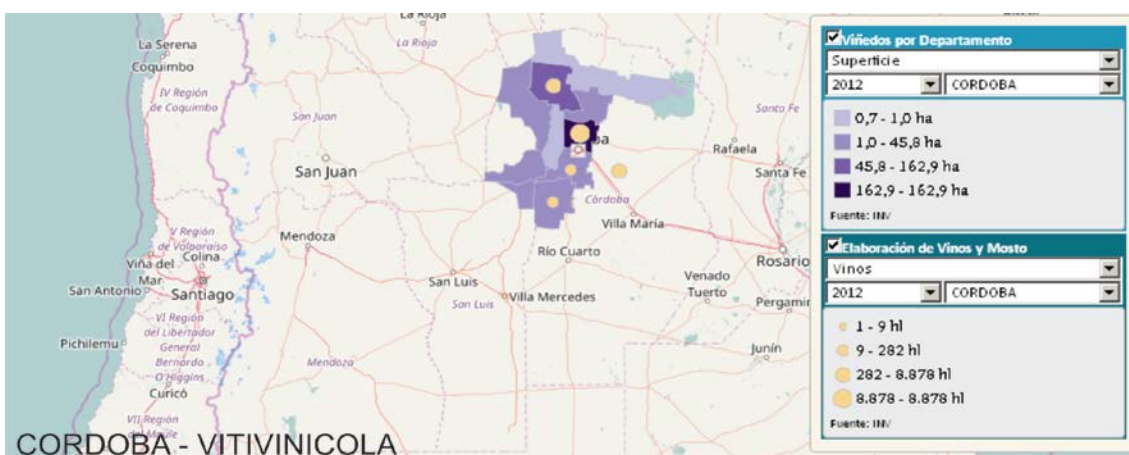 La Rioja
La Serena
La Rioja
Coquimbo
IV Región
de Coquimbo
San Juan
Santa Fe
San Juan
Rafaela
Santa Fe
Córdoba
Villa María
V Región
de Valparaíso
Mendoza
Río Cuarto
Viña del
Mar
Colina
Rosario
San Luis
Venado
Tuerto
San Antonio
Santiago
San Luis
Villa Mercedes
VI Región
del Libertador
General
Bernardo
O'Higgins
Pichilemu
Junín
Mendoza
Curicó
VII Región
del Maule
CORDOBA - VITIVINICOLA
Viñedos por Departamento
Superficie
2012 CORDOBA
0,7 - 1,0 ha
1,0 - 45,8 ha
45,8 - 162,9 ha
162,9 - 162,9 ha
Fuente: INV
Elaboración de Vinos y Mosto
Vinos
2012 CORDOBA
1 - 9 hl
9 - 282 hl
282 - 8.878 hl
8.878 - 8.878 hl
Fuente: INV